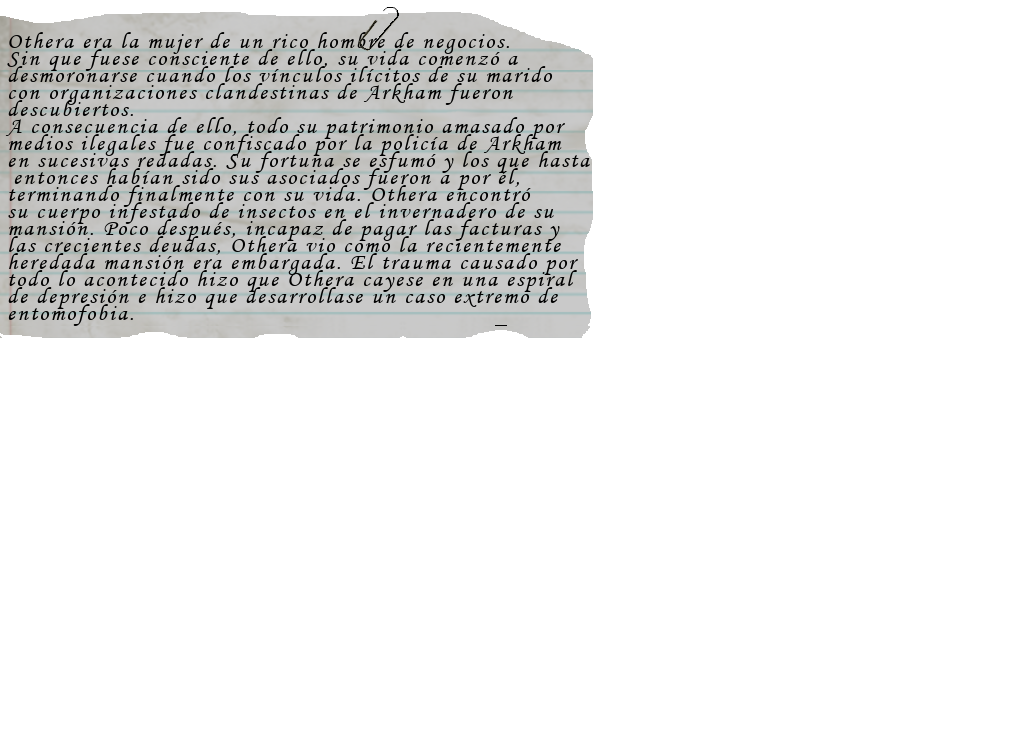 Othera era la mujer de un rico hombre de negocios.
Sin que fuese consciente de ello, su vida comenzó a
desmoronarse cuando los vínculos ilícitos de su marido
con organizaciones clandestinas de Arkham fueron
descubiertos.
A consecuencia de ello, todo su patrimonio amasado por
medios ilegales fue confiscado por la policía de Arkham
en sucesivas redadas. Su fortuna se esfumó y los que hasta
entonces habían sido sus asociados fueron a por él,
terminando finalmente con su vida. Othera encontró
su cuerpo infestado de insectos en el invernadero de su
mansión. Poco después, incapaz de pagar las facturas y
las crecientes deudas, Othera vio cómo la recientemente
heredada mansión era embargada. El trauma causado por
todo lo acontecido hizo que Othera cayese en una espiral
de depresión e hizo que desarrollase un caso extremo de
entomofobia.